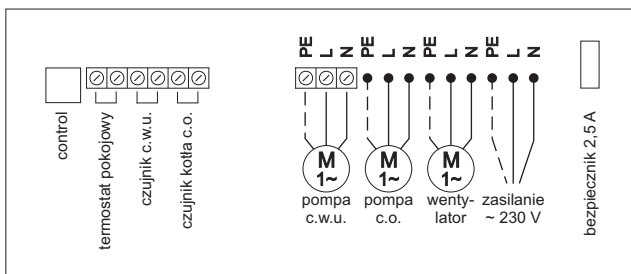 PE L N PE L N PE L N PE L N
control
termostat pokojowy
czujnik c.w.u.
czujnik kotła c.o.
M
1~
pompa
c.w.u.
M
1~
pompa
c.o.
M
1~
wenty-
lator
zasilanie
~ 230 V
bezpiecznik 2,5 A